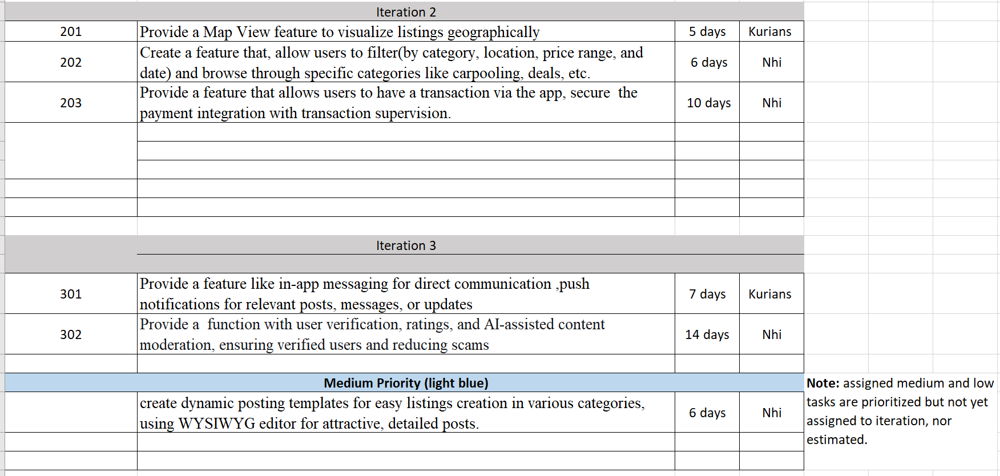 Iteration 2
201 Provide a Map View feature to visualize listings geographically 5 days Kurians
202 Create a feature that, allow users to filter(by category, location, price range, and
date) and browse through specific categories like carpooling, deals, etc. 6 days Nhi
203 Provide a feature that allows users to have a transaction via the app, secure  the
payment integration with transaction supervision. 10 days Nhi
Iteration 3
301 Provide a feature like in-app messaging for direct communication ,push
notifications for relevant posts, messages, or updates 7 days Kurians
302 Provide a  function with user verification, ratings, and AI-assisted content
moderation, ensuring verified users and reducing scams 14 days Nhi
Medium Priority (light blue)
create dynamic posting templates for easy listings creation in various categories,
using WYSIWYG editor for attractive, detailed posts. 6 days Nhi
Note: assigned medium and low
tasks are prioritized but not yet
assigned to iteration, nor
estimated.